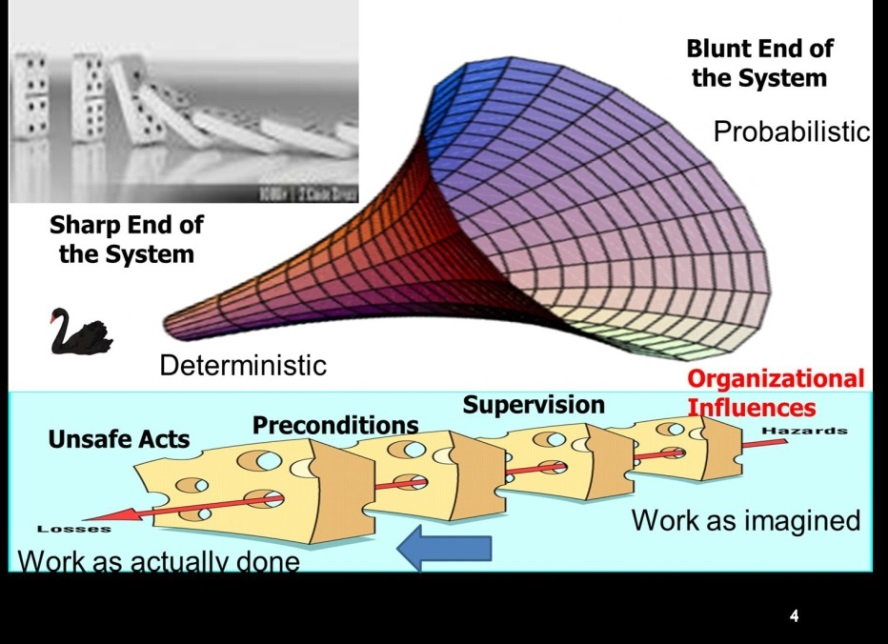 Blunt End of
the System
Probabilistic
Sharp End of
the System
Deterministic
Organizational
Influences
Supervision
Preconditions
Unsafe Acts
Hazards
Losses
Work as imagined
Work as actually done
4